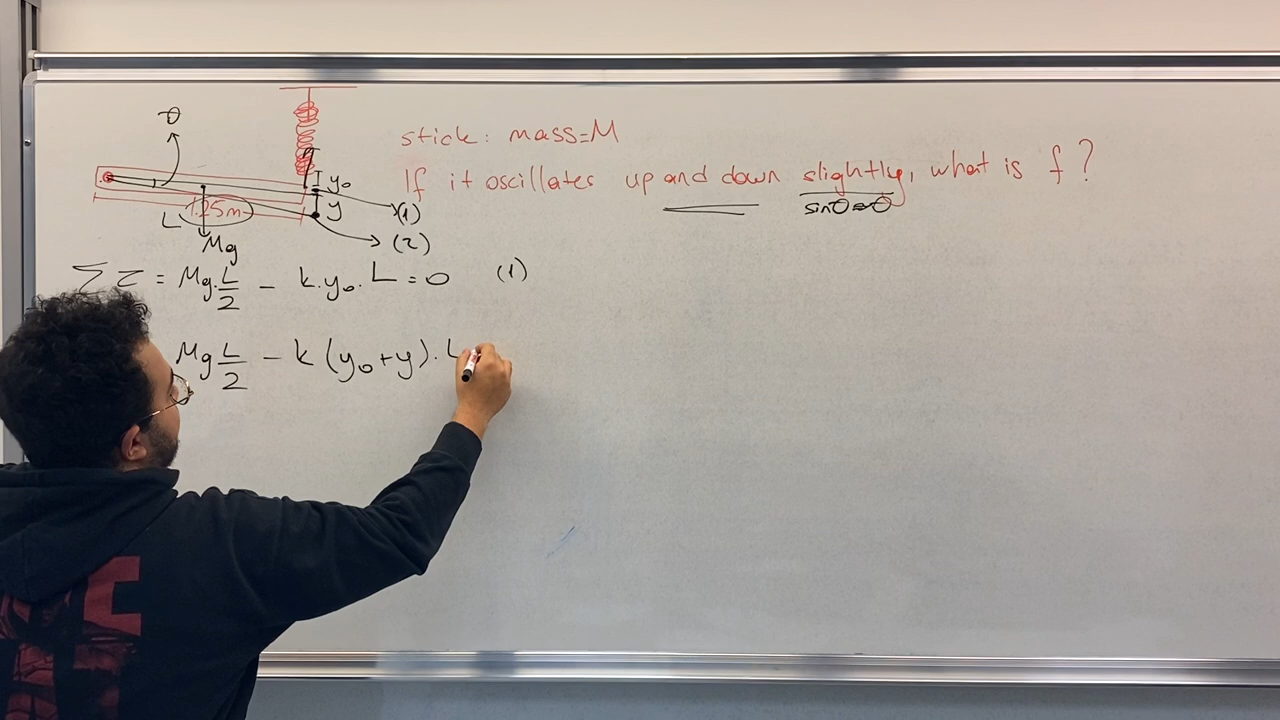 stick: mass=M
If it oscillates up and down slightly, what is f?
sinθ≈θ
θ
y₀
y
(1)
(2)
L
1.25m
Mg
Στ = Mg.L/2 - k.y₀.L = 0 (1)
Mg L/2 - k(y₀+y).L